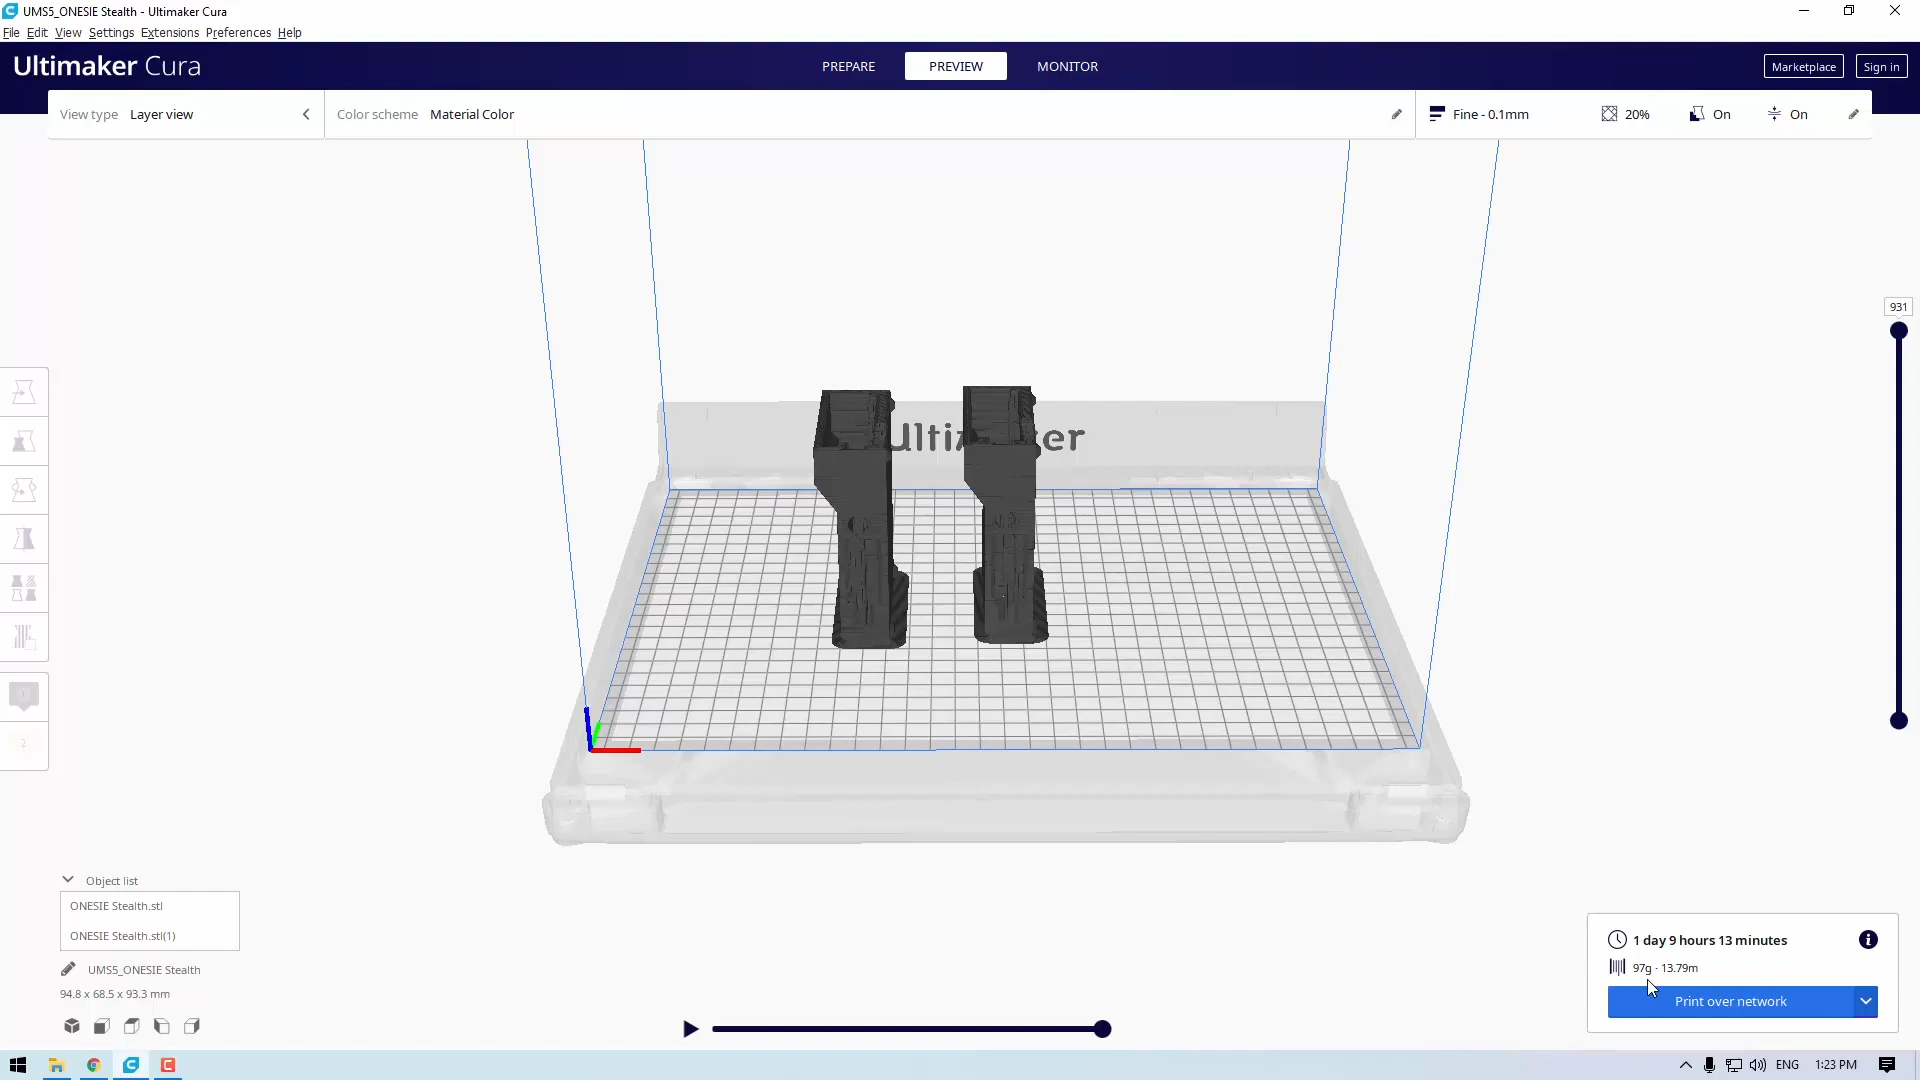 UMS5_ONESIE Stealth - Ultimaker Cura
File Edit View Settings Extensions Preferences Help
Ultimaker Cura
PREPARE PREVIEW MONITOR
Marketplace Sign in
View type Layer view
Color scheme Material Color
Fine - 0.1mm 20% On On
931
Object list
ONESIE Stealth.stl
ONESIE Stealth.stl(1)
UMS5_ONESIE Stealth
94.8 x 68.5 x 93.3 mm
1 day 9 hours 13 minutes
97g · 13.79m
Print over network
ENG 1:23 PM